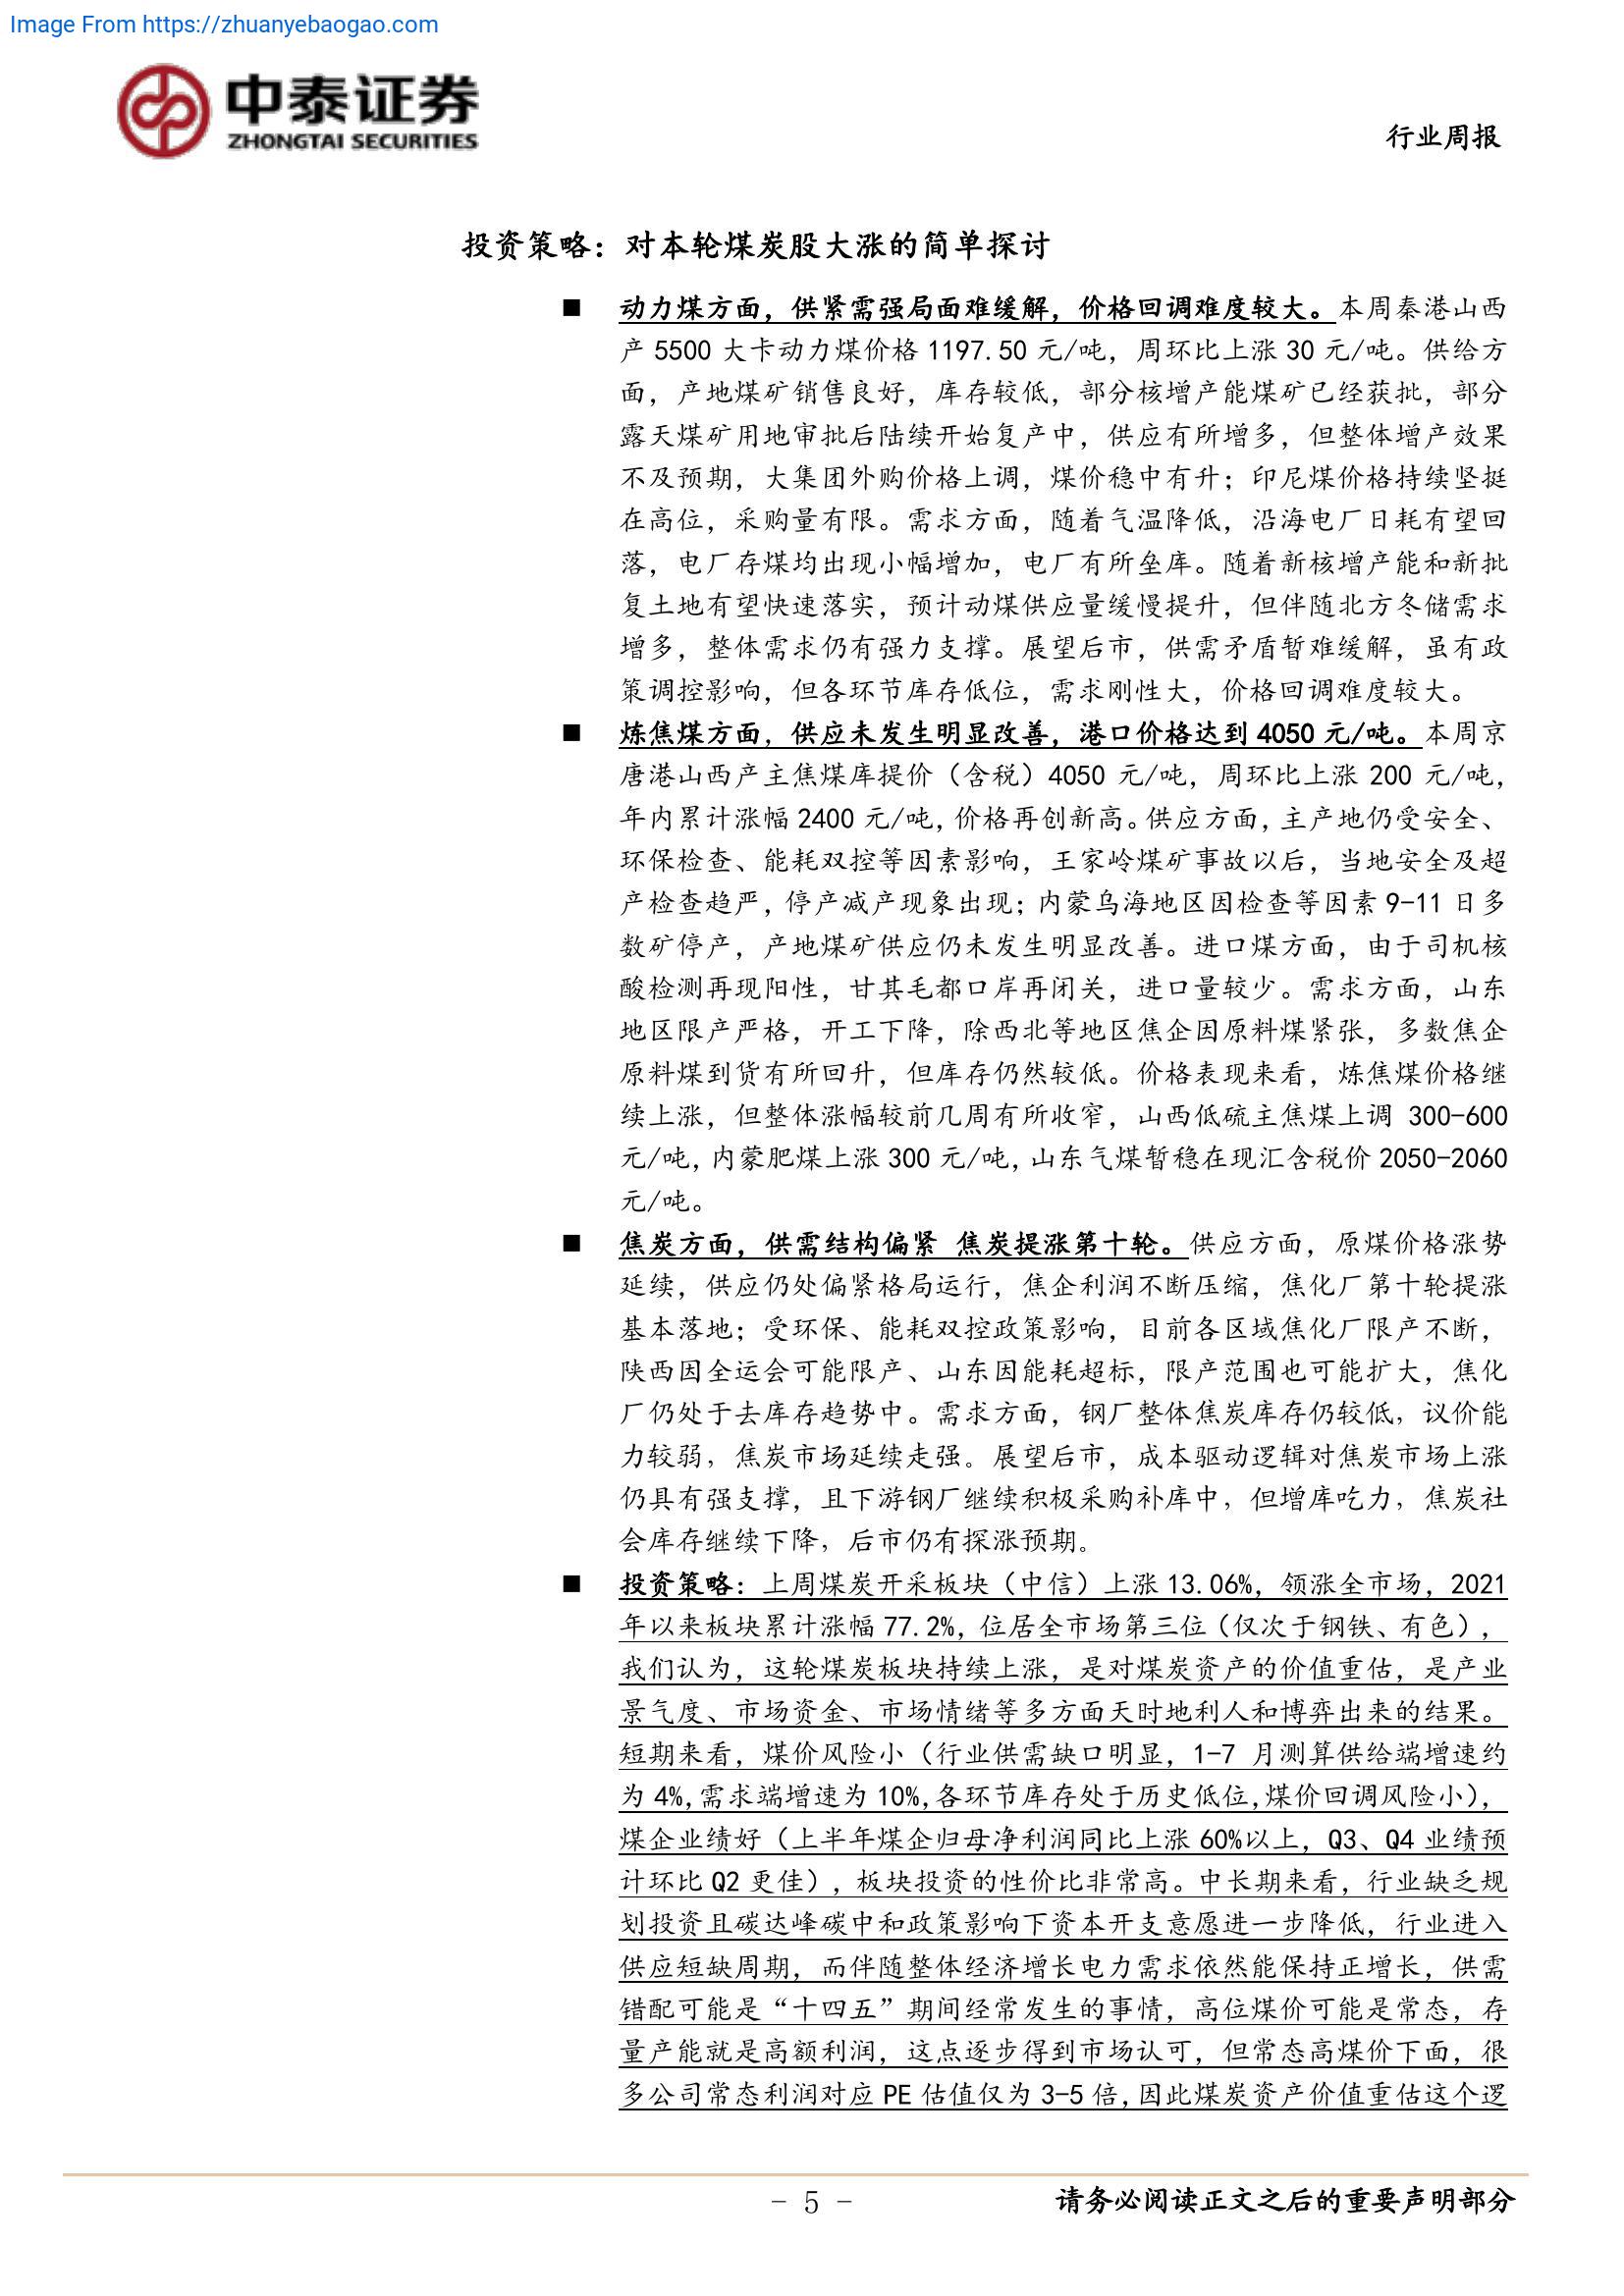 Image From https://zhuanyebaogao.com
中泰证券
ZHONGTAI SECURITIES
行业周报
投资策略：对本轮煤炭股大涨的简单探讨
■ 动力煤方面，供紧需强局面难缓解，价格回调难度较大。本周秦港山西
产 5500 大卡动力煤价格 1197.50 元/吨，周环比上涨 30 元/吨。供给方
面，产地煤矿销售良好，库存较低，部分核增产能煤矿已经获批，部分
露天煤矿用地审批后陆续开始复产中，供应有所增多，但整体增产效果
不及预期，大集团外购价格上调，煤价稳中有升；印尼煤价格持续坚挺
在高位，采购量有限。需求方面，随着气温降低，沿海电厂日耗有望回
落，电厂存煤均出现小幅增加，电厂有所垒库。随着新核增产能和新批
复土地有望快速落实，预计动煤供应量缓慢提升，但伴随北方冬储需求
增多，整体需求仍有强力支撑。展望后市，供需矛盾暂难缓解，虽有政
策调控影响，但各环节库存低位，需求刚性大，价格回调难度较大。
■ 炼焦煤方面，供应未发生明显改善，港口价格达到 4050 元/吨。本周京
唐港山西产主焦煤库提价（含税）4050 元/吨，周环比上涨 200 元/吨，
年内累计涨幅 2400 元/吨，价格再创新高。供应方面，主产地仍受安全、
环保检查、能耗双控等因素影响，王家岭煤矿事故以后，当地安全及超
产检查趋严，停产减产现象出现；内蒙乌海地区因检查等因素 9-11 日多
数矿停产，产地煤矿供应仍未发生明显改善。进口煤方面，由于司机核
酸检测再现阳性，甘其毛都口岸再闭关，进口量较少。需求方面，山东
地区限产严格，开工下降，除西北等地区焦企因原料煤紧张，多数焦企
原料煤到货有所回升，但库存仍然较低。价格表现来看，炼焦煤价格继
续上涨，但整体涨幅较前几周有所收窄，山西低硫主焦煤上调 300-600
元/吨，内蒙肥煤上涨 300 元/吨，山东气煤暂稳在现汇含税价 2050-2060
元/吨。
■ 焦炭方面，供需结构偏紧 焦炭提涨第十轮。供应方面，原煤价格涨势
延续，供应仍处偏紧格局运行，焦企利润不断压缩，焦化厂第十轮提涨
基本落地；受环保、能耗双控政策影响，目前各区域焦化厂限产不断，
陕西因全运会可能限产、山东因能耗超标，限产范围也可能扩大，焦化
厂仍处于去库存趋势中。需求方面，钢厂整体焦炭库存仍较低，议价能
力较弱，焦炭市场延续走强。展望后市，成本驱动逻辑对焦炭市场上涨
仍具有强支撑，且下游钢厂继续积极采购补库中，但增库吃力，焦炭社
会库存继续下降，后市仍有探涨预期。
■ 投资策略：上周煤炭开采板块（中信）上涨 13.06%，领涨全市场，2021
年以来板块累计涨幅 77.2%，位居全市场第三位（仅次于钢铁、有色），
我们认为，这轮煤炭板块持续上涨，是对煤炭资产的价值重估，是产业
景气度、市场资金、市场情绪等多方面天时地利人和博弈出来的结果。
短期来看，煤价风险小（行业供需缺口明显，1-7 月测算供给端增速约
为 4%，需求端增速为 10%，各环节库存处于历史低位，煤价回调风险小），
煤企业绩好（上半年煤企归母净利润同比上涨 60%以上，Q3、Q4 业绩预
计环比 Q2 更佳），板块投资的性价比非常高。中长期来看，行业缺乏规
划投资且碳达峰碳中和政策影响下资本开支意愿进一步降低，行业进入
供应短缺周期，而伴随整体经济增长电力需求依然能保持正增长，供需
错配可能是“十四五”期间经常发生的事情，高位煤价可能是常态，存
量产能就是高额利润，这点逐步得到市场认可，但常态高煤价下面，很
多公司常态利润对应 PE 估值仅为 3-5 倍，因此煤炭资产价值重估这个逻
- 5 -
请务必阅读正文之后的重要声明部分